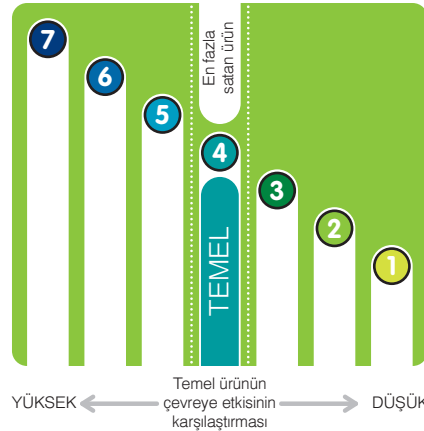 7
6
5
En fazla
satan ürün
4
3
2
1
TEMEL
YÜKSEK
Temel ürünün
çevreye etkisinin
karşılaştırması
DÜŞÜK